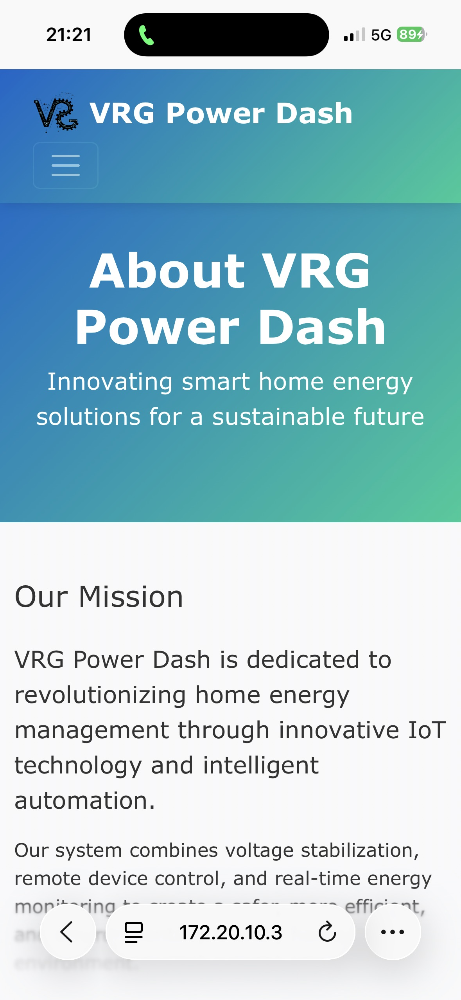 21:21
5G
89
VRG
VRG Power Dash
About VRG
Power Dash
Innovating smart home energy
solutions for a sustainable future
Our Mission
VRG Power Dash is dedicated to
revolutionizing home energy
management through innovative IoT
technology and intelligent
automation.
Our system combines voltage stabilization,
remote device control, and real-time energy
monitoring to create a safer, more efficient,
environment.
172.20.10.3